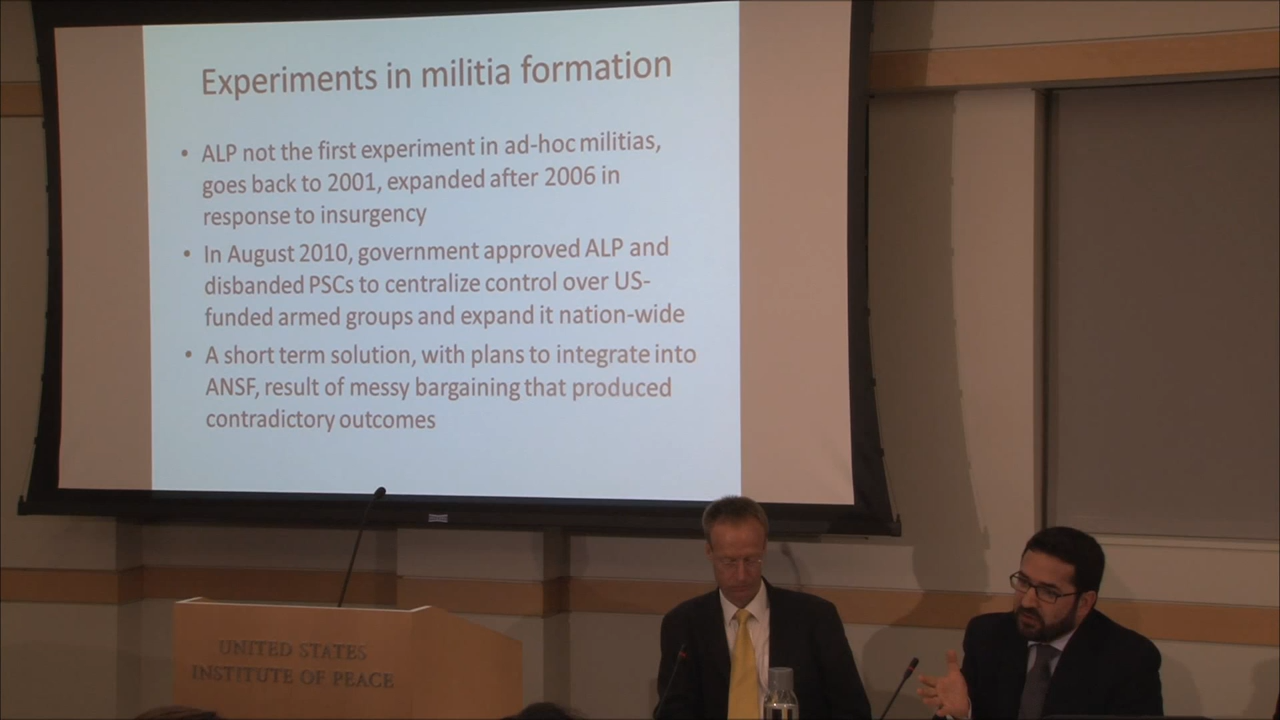 Experiments in militia formation
• ALP not the first experiment in ad-hoc militias,
goes back to 2001, expanded after 2006 in
response to insurgency
• In August 2010, government approved ALP and
disbanded PSCs to centralize control over US-
funded armed groups and expand it nation-wide
• A short term solution, with plans to integrate into
ANSF, result of messy bargaining that produced
contradictory outcomes
UNITED STATES
INSTITUTE OF PEACE